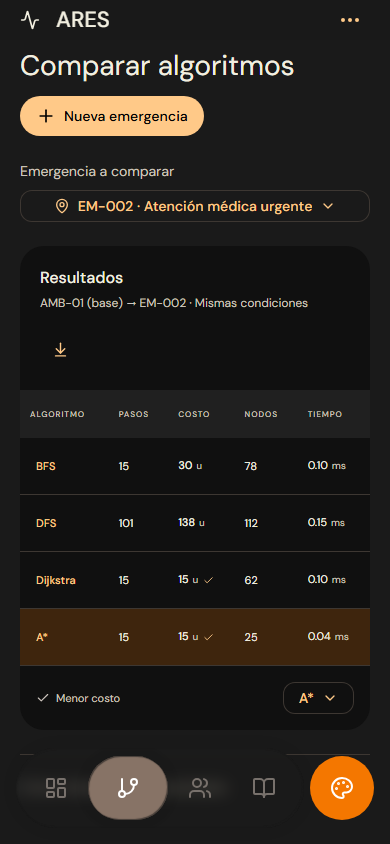 ARES
Comparar algoritmos
Nueva emergencia
Emergencia a comparar
EM-002 · Atención médica urgente
Resultados
AMB-01 (base) → EM-002 · Mismas condiciones
ALGORITMO PASOS COSTO NODOS TIEMPO
BFS 15 30 u 78 0.10 ms
DFS 101 138 u 112 0.15 ms
Dijkstra 15 15 u ✓ 62 0.10 ms
A* 15 15 u ✓ 25 0.04 ms
✓ Menor costo A*